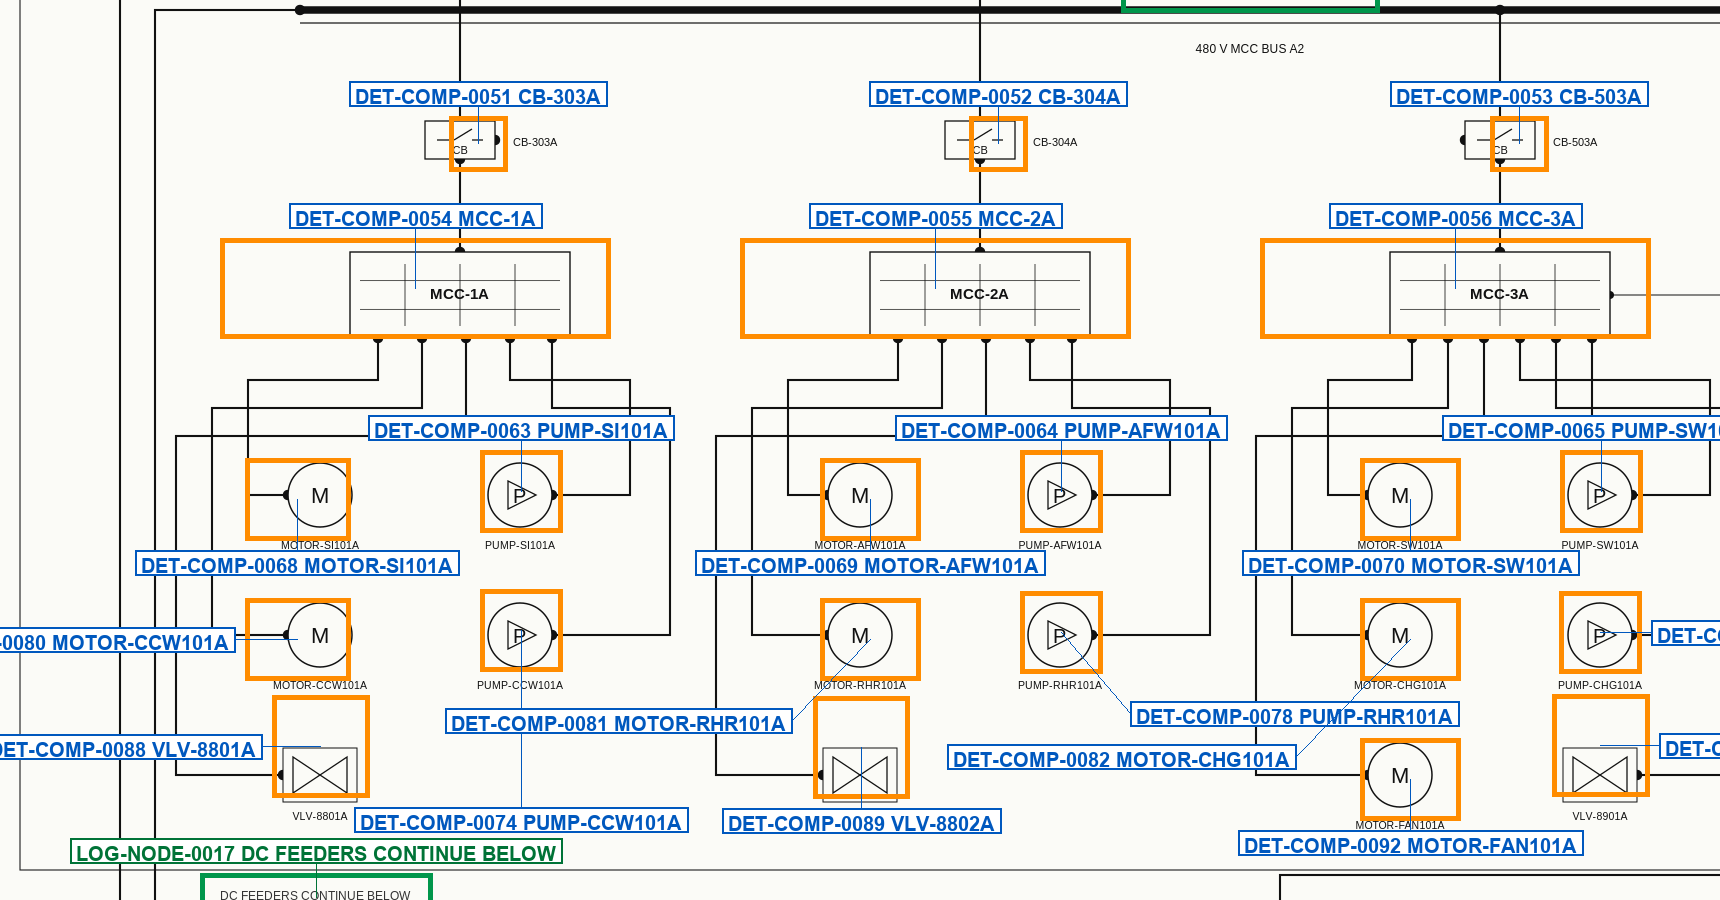 480 V MCC BUS A2
DET-COMP-0051 CB-303A
DET-COMP-0052 CB-304A
DET-COMP-0053 CB-503A
CB
CB-303A
CB
CB-304A
CB
CB-503A
DET-COMP-0054 MCC-1A
DET-COMP-0055 MCC-2A
DET-COMP-0056 MCC-3A
MCC-1A
MCC-2A
MCC-3A
DET-COMP-0063 PUMP-SI101A
DET-COMP-0064 PUMP-AFW101A
DET-COMP-0065 PUMP-SW10
M
P
M
P
M
P
MOTOR-SI101A
PUMP-SI101A
MOTOR-AFW101A
PUMP-AFW101A
MOTOR-SW101A
PUMP-SW101A
DET-COMP-0068 MOTOR-SI101A
DET-COMP-0069 MOTOR-AFW101A
DET-COMP-0070 MOTOR-SW101A
-0080 MOTOR-CCW101A
M
P
M
P
M
P
DET-CO
MOTOR-CCW101A
PUMP-CCW101A
MOTOR-RHR101A
PUMP-RHR101A
MOTOR-CHG101A
PUMP-CHG101A
DET-COMP-0081 MOTOR-RHR101A
DET-COMP-0078 PUMP-RHR101A
DET-COMP-0088 VLV-8801A
DET-COMP-0082 MOTOR-CHG101A
DET-C
M
VLV-8801A
DET-COMP-0074 PUMP-CCW101A
DET-COMP-0089 VLV-8802A
MOTOR-FAN101A
VLV-8901A
DET-COMP-0092 MOTOR-FAN101A
LOG-NODE-0017 DC FEEDERS CONTINUE BELOW
DC FEEDERS CONTINUE BELOW